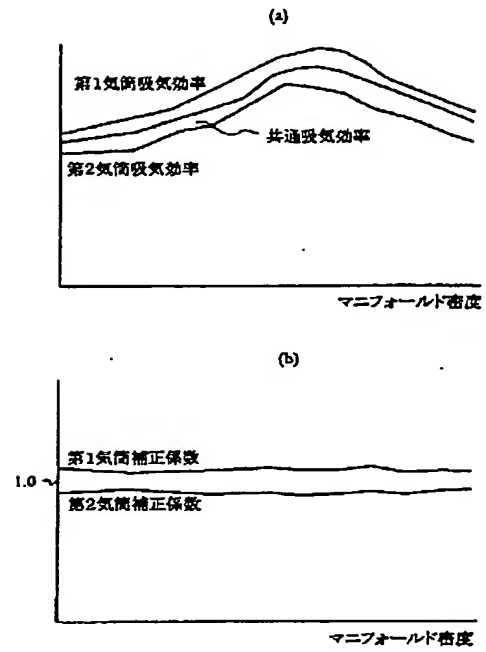 (a)
第1気筒吸気効率
共通吸気効率
第2気筒吸気効率
マニフォールド密度
(b)
第1気筒補正係数
1.0
第2気筒補正係数
マニフォールド密度